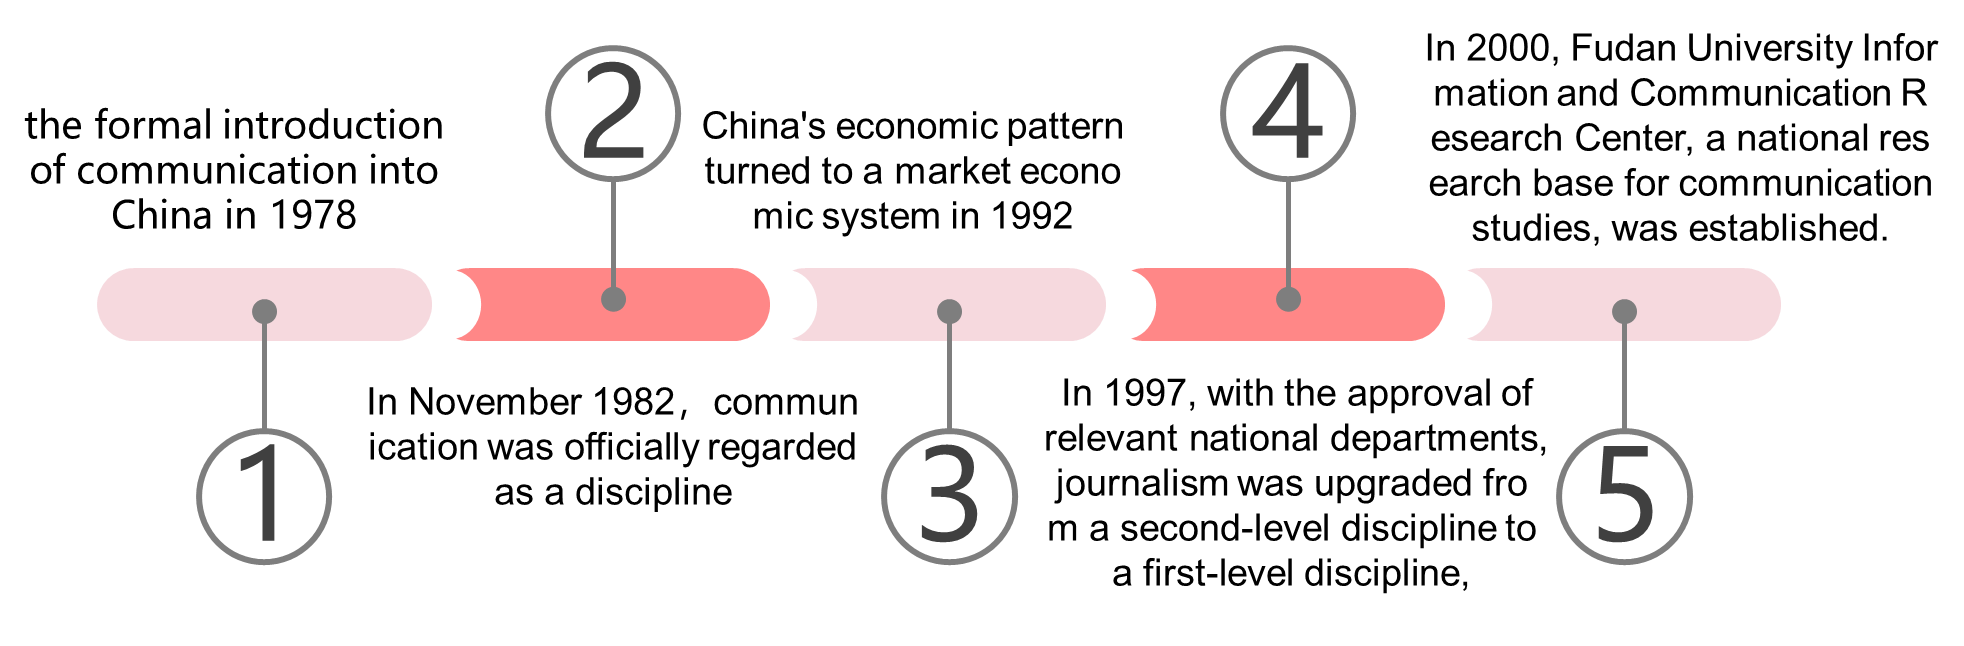 1
the formal introduction
of communication into
China in 1978
2
In November 1982，commun
ication was officially regarded
as a discipline
3
China's economic pattern
turned to a market econo
mic system in 1992
4
In 1997, with the approval of
relevant national departments,
journalism was upgraded fro
m a second-level discipline to
a first-level discipline,
5
In 2000, Fudan University Infor
mation and Communication R
esearch Center, a national res
earch base for communication
studies, was established.